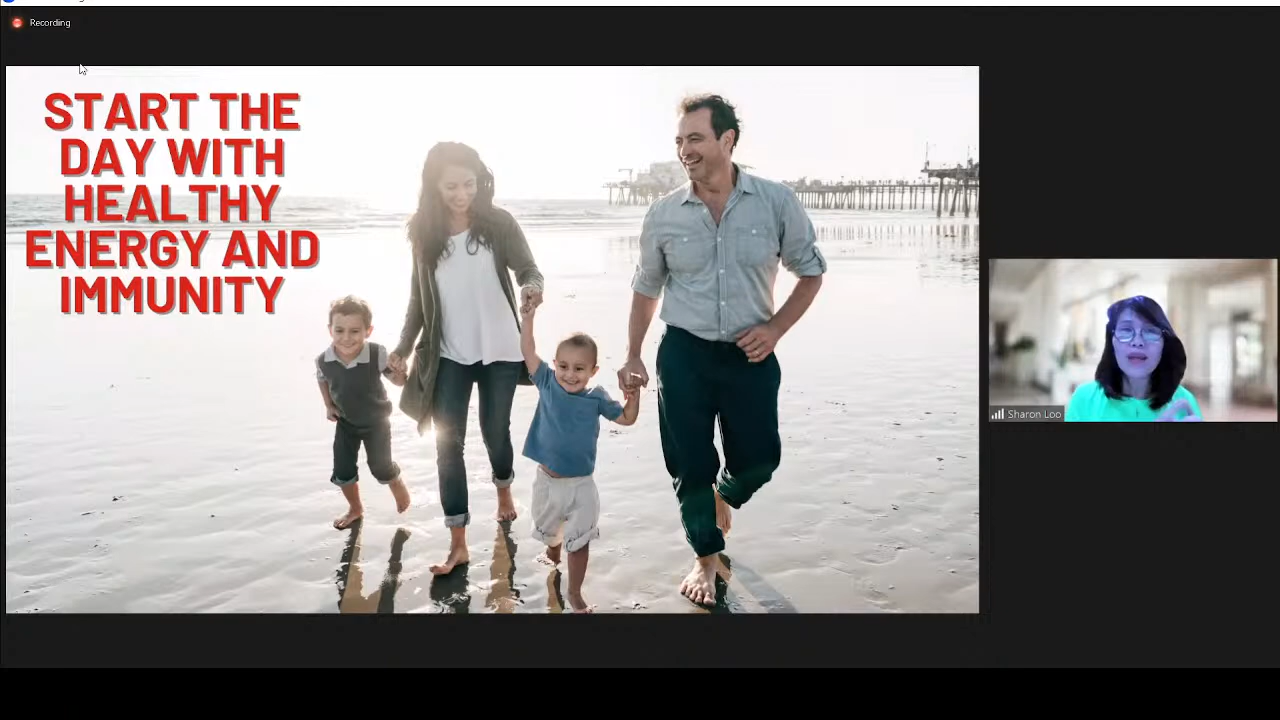 Recording
START THE
DAY WITH
HEALTHY
ENERGY AND
IMMUNITY
Sharon Loo